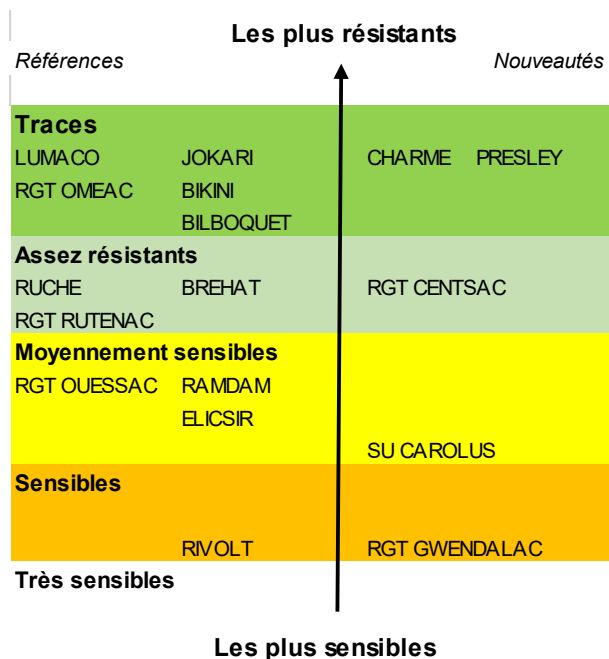 Les plus résistants
Références Nouveautés
Traces
LUMACO JOKARI CHARME PRESLEY
RGT OMEAC BIKINI
BILBOQUET
Assez résistants
RUCHE BREHAT RGT CENTSAC
RGT RUTENAC
Moyennement sensibles
RGT OUESSAC RAMDAM
ELICSIR
SU CAROLUS
Sensibles
RIVOLT RGT GWENDALAC
Très sensibles
Les plus sensibles